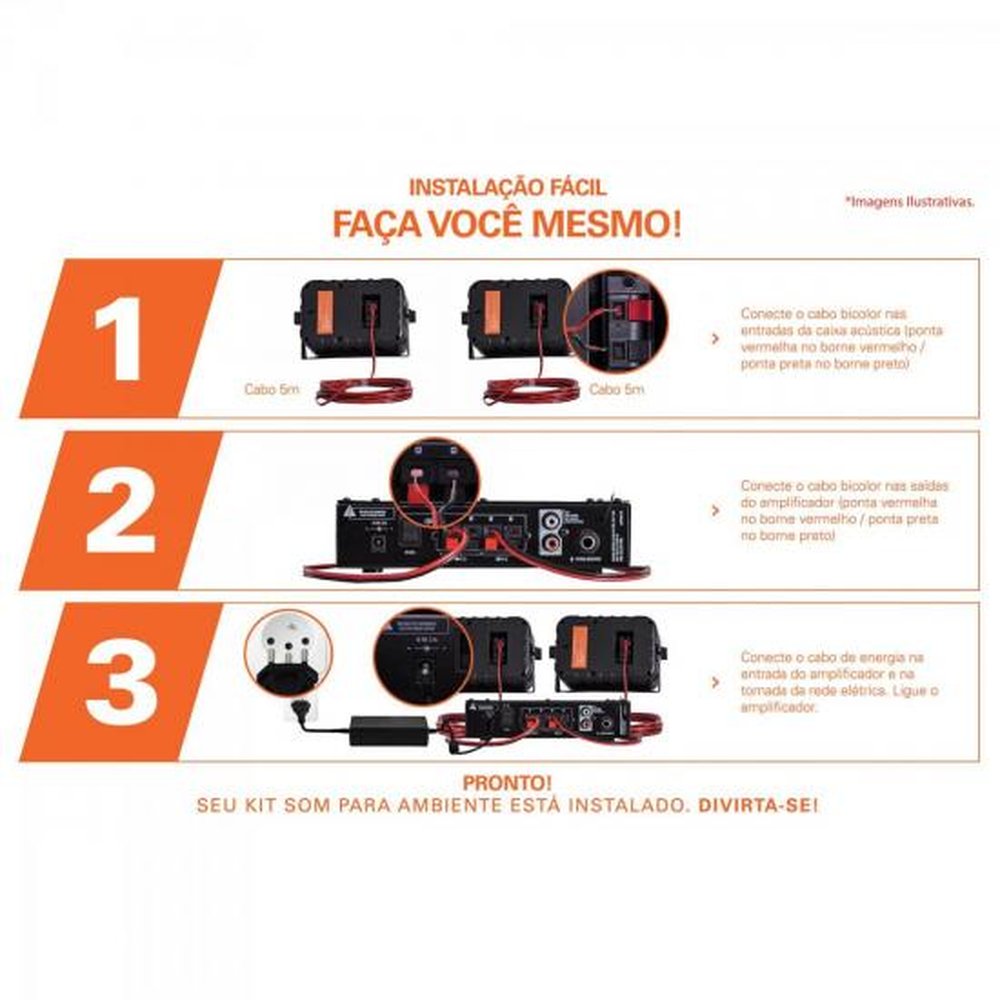 INSTALAÇÃO FÁCIL
FAÇA VOCÊ MESMO!
*Imagens Ilustrativas.
1
Cabo 5m
Cabo 5m
Conecte o cabo bicolor nas
entradas da caixa acústica (ponta
vermelha no borne vermelho /
ponta preta no borne preto)
2
Conecte o cabo bicolor nas saídas
do amplificador (ponta vermelha
no borne vermelho / ponta preta
no borne preto)
3
Conecte o cabo de energia na
entrada do amplificador e na
tomada da rede elétrica. Ligue o
amplificador.
PRONTO!
SEU KIT SOM PARA AMBIENTE ESTÁ INSTALADO. DIVIRTA-SE!